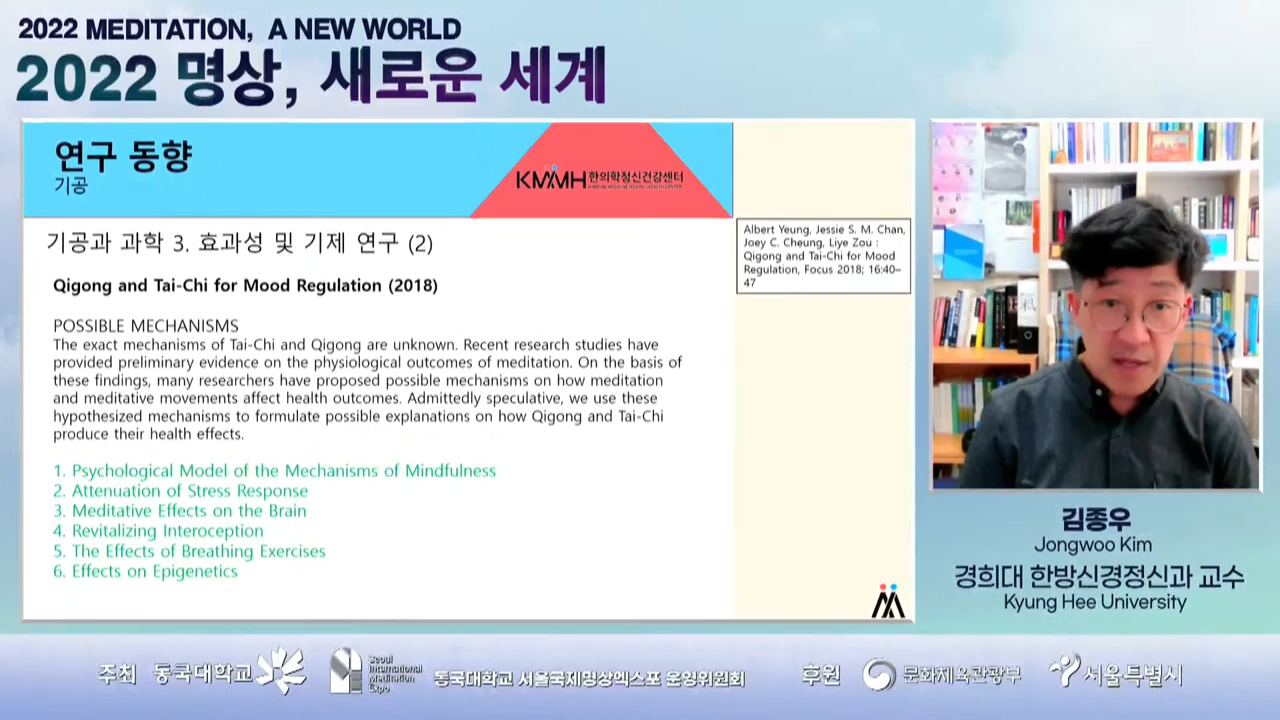 2022 MEDITATION, A NEW WORLD
2022 명상, 새로운 세계
연구 동향
기공
KMMH 한의학정신건강센터
기공과 과학 3. 효과성 및 기제 연구 (2)
Qigong and Tai-Chi for Mood Regulation (2018)
POSSIBLE MECHANISMS
The exact mechanisms of Tai-Chi and Qigong are unknown. Recent research studies have
provided preliminary evidence on the physiological outcomes of meditation. On the basis of
these findings, many researchers have proposed possible mechanisms on how meditation
and meditative movements affect health outcomes. Admittedly speculative, we use these
hypothesized mechanisms to formulate possible explanations on how Qigong and Tai-Chi
produce their health effects.
1. Psychological Model of the Mechanisms of Mindfulness
2. Attenuation of Stress Response
3. Meditative Effects on the Brain
4. Revitalizing Interoception
5. The Effects of Breathing Exercises
6. Effects on Epigenetics
Albert Yeung, Jessie S. M. Chan,
Joey C. Cheung, Liye Zou :
Qigong and Tai-Chi for Mood
Regulation, Focus 2018; 16:40–
47
김종우
Jongwoo Kim
경희대 한방신경정신과 교수
Kyung Hee University
주최 동국대학교
Seoul
International
Meditation
Expo
동국대학교 서울국제명상엑스포 운영위원회
후원 문화체육관광부 서울특별시